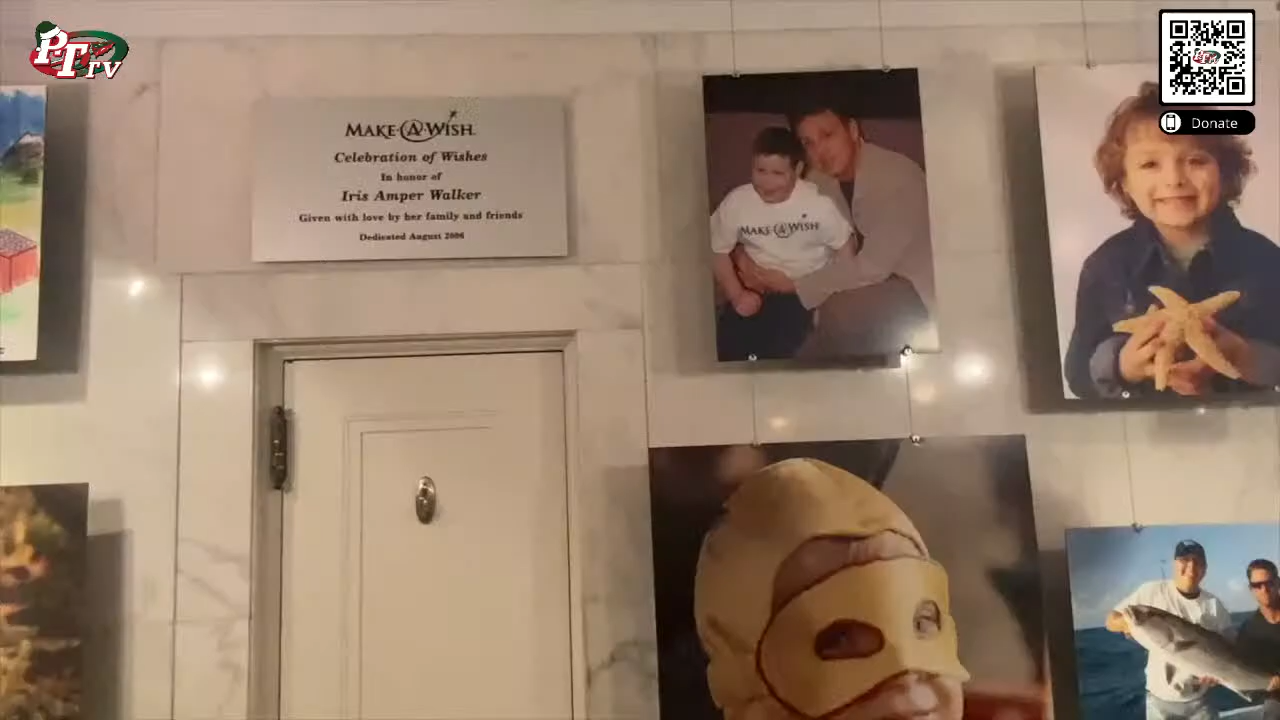 PTTV
MAKE-A-WISH.
Celebration of Wishes
In honor of
Iris Amper Walker
Given with love by her family and friends
Dedicated August 2006
MAKE-A-WISH
Donate